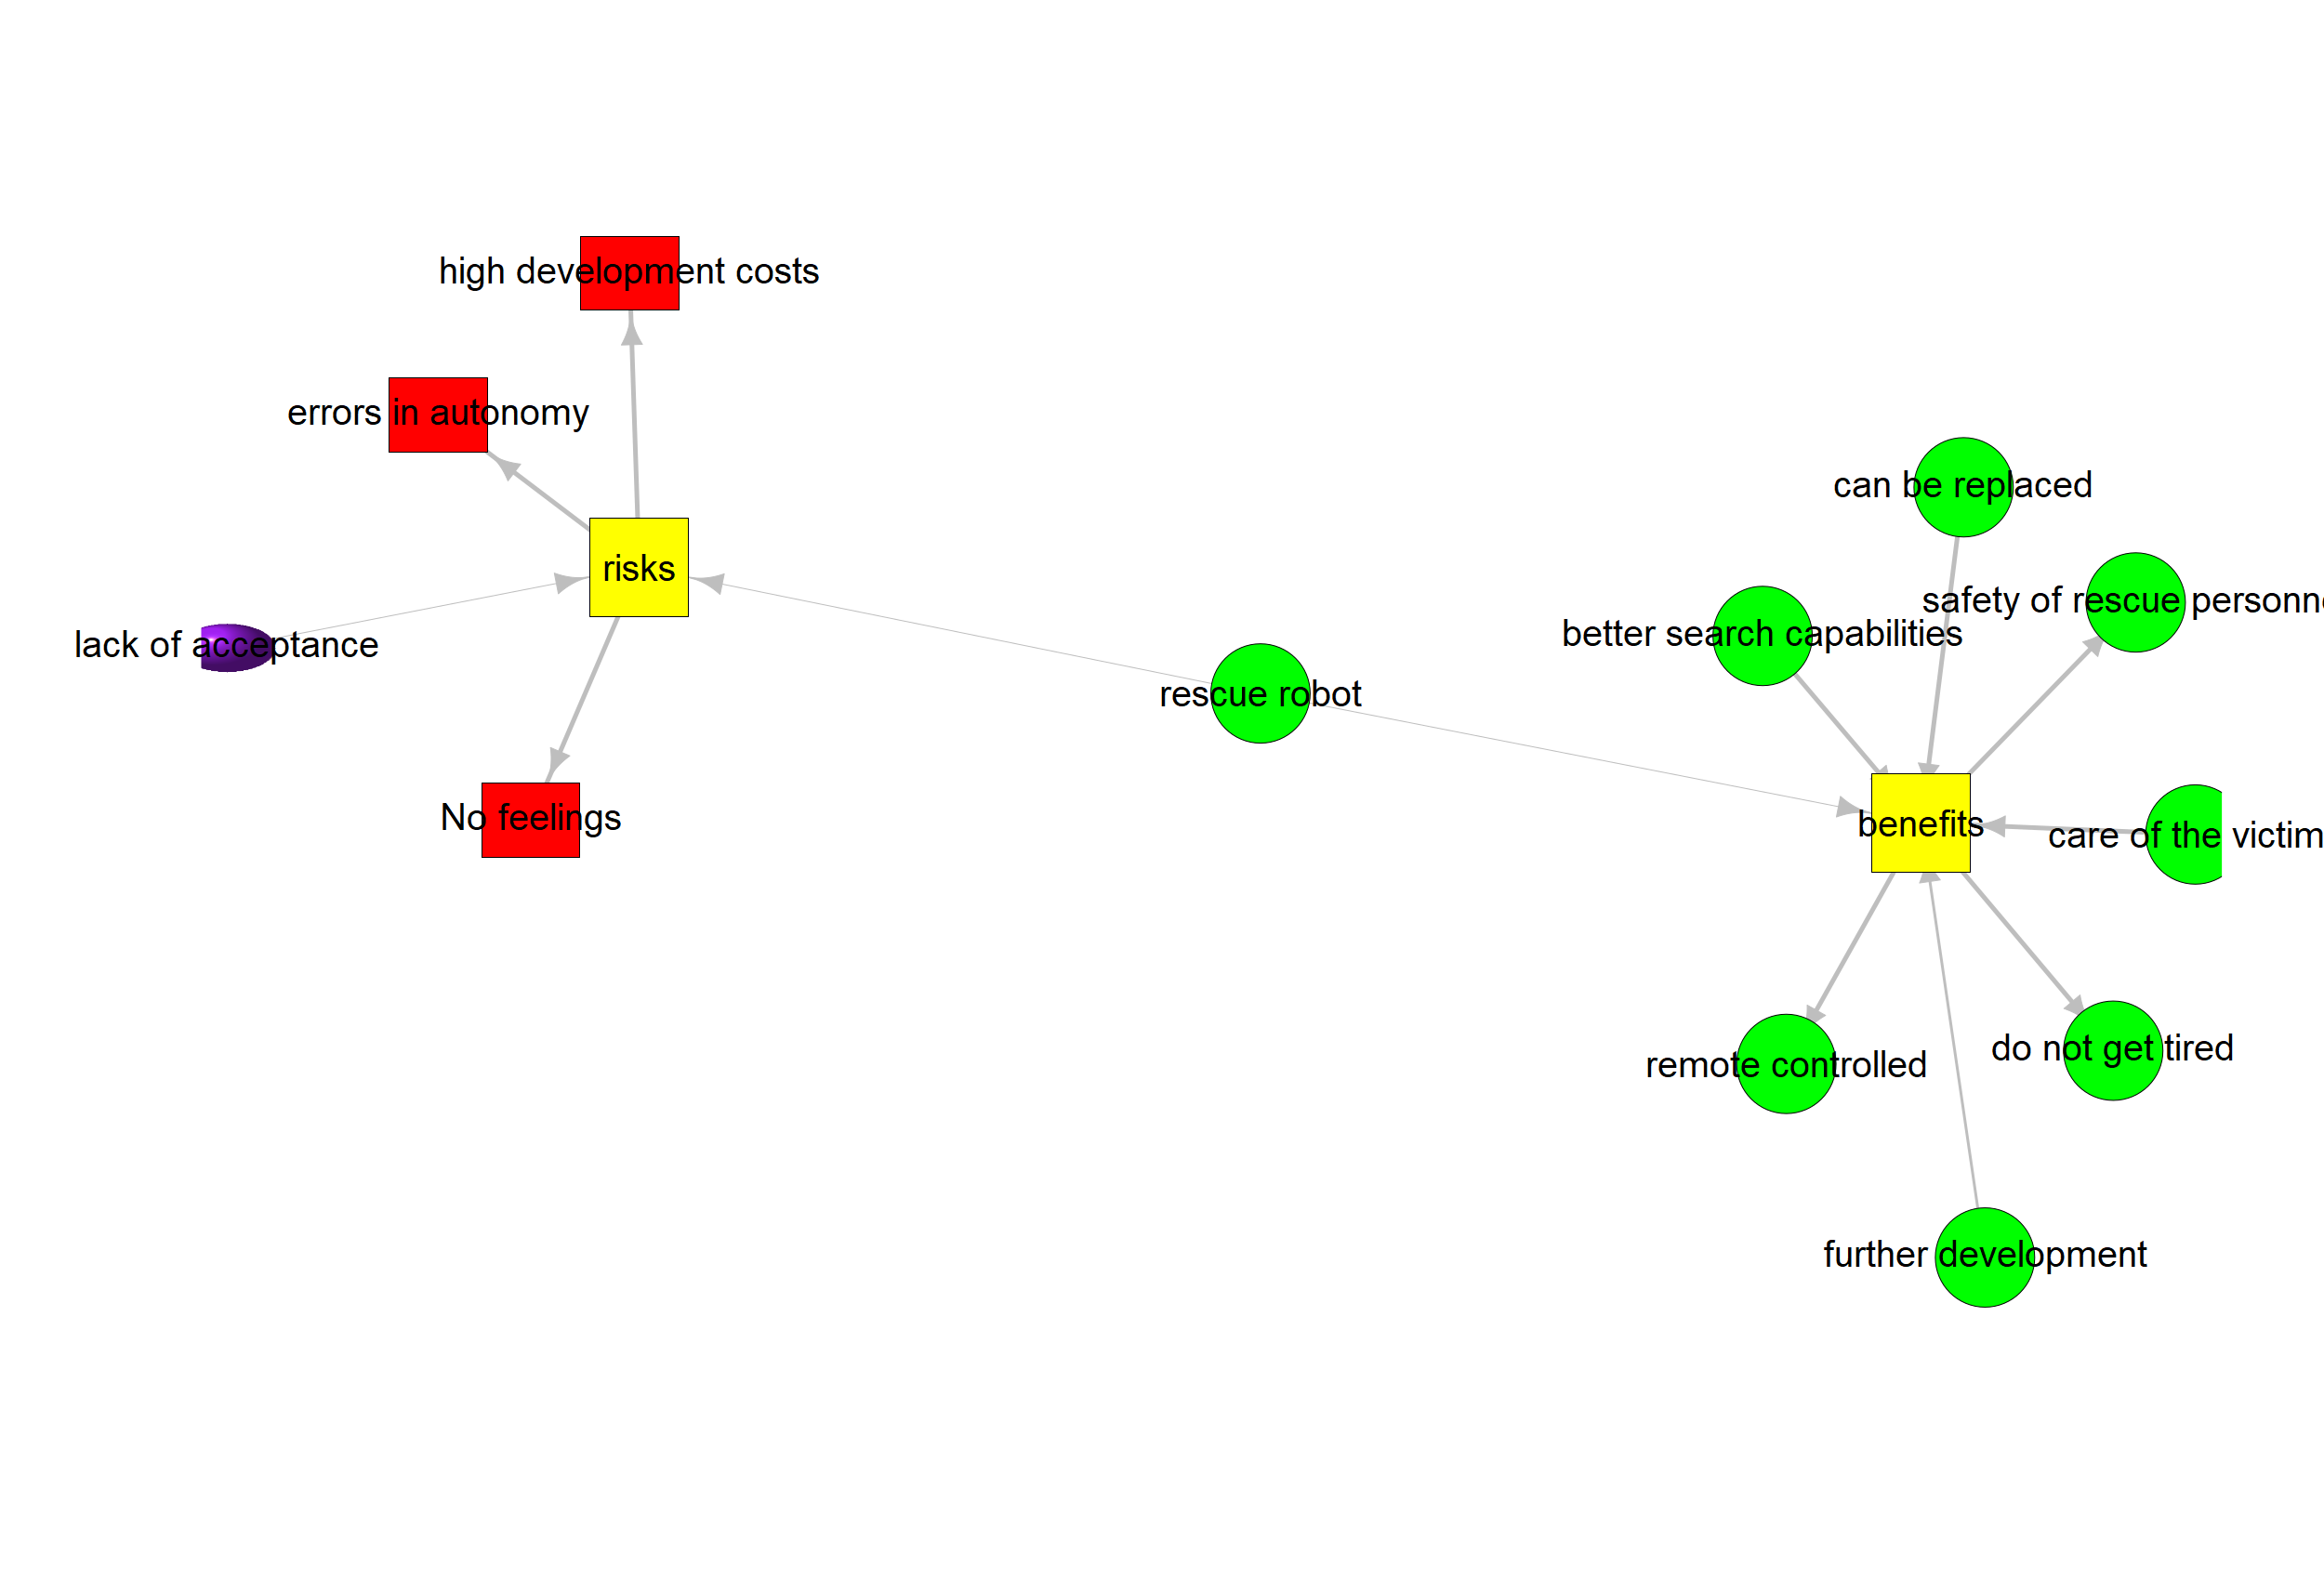 high development costs
errors in autonomy
can be replaced
risks
safety of rescue personn
better search capabilities
lack of acceptance
rescue robot
No feelings
benefits
care of the victim
do not get tired
remote controlled
further development